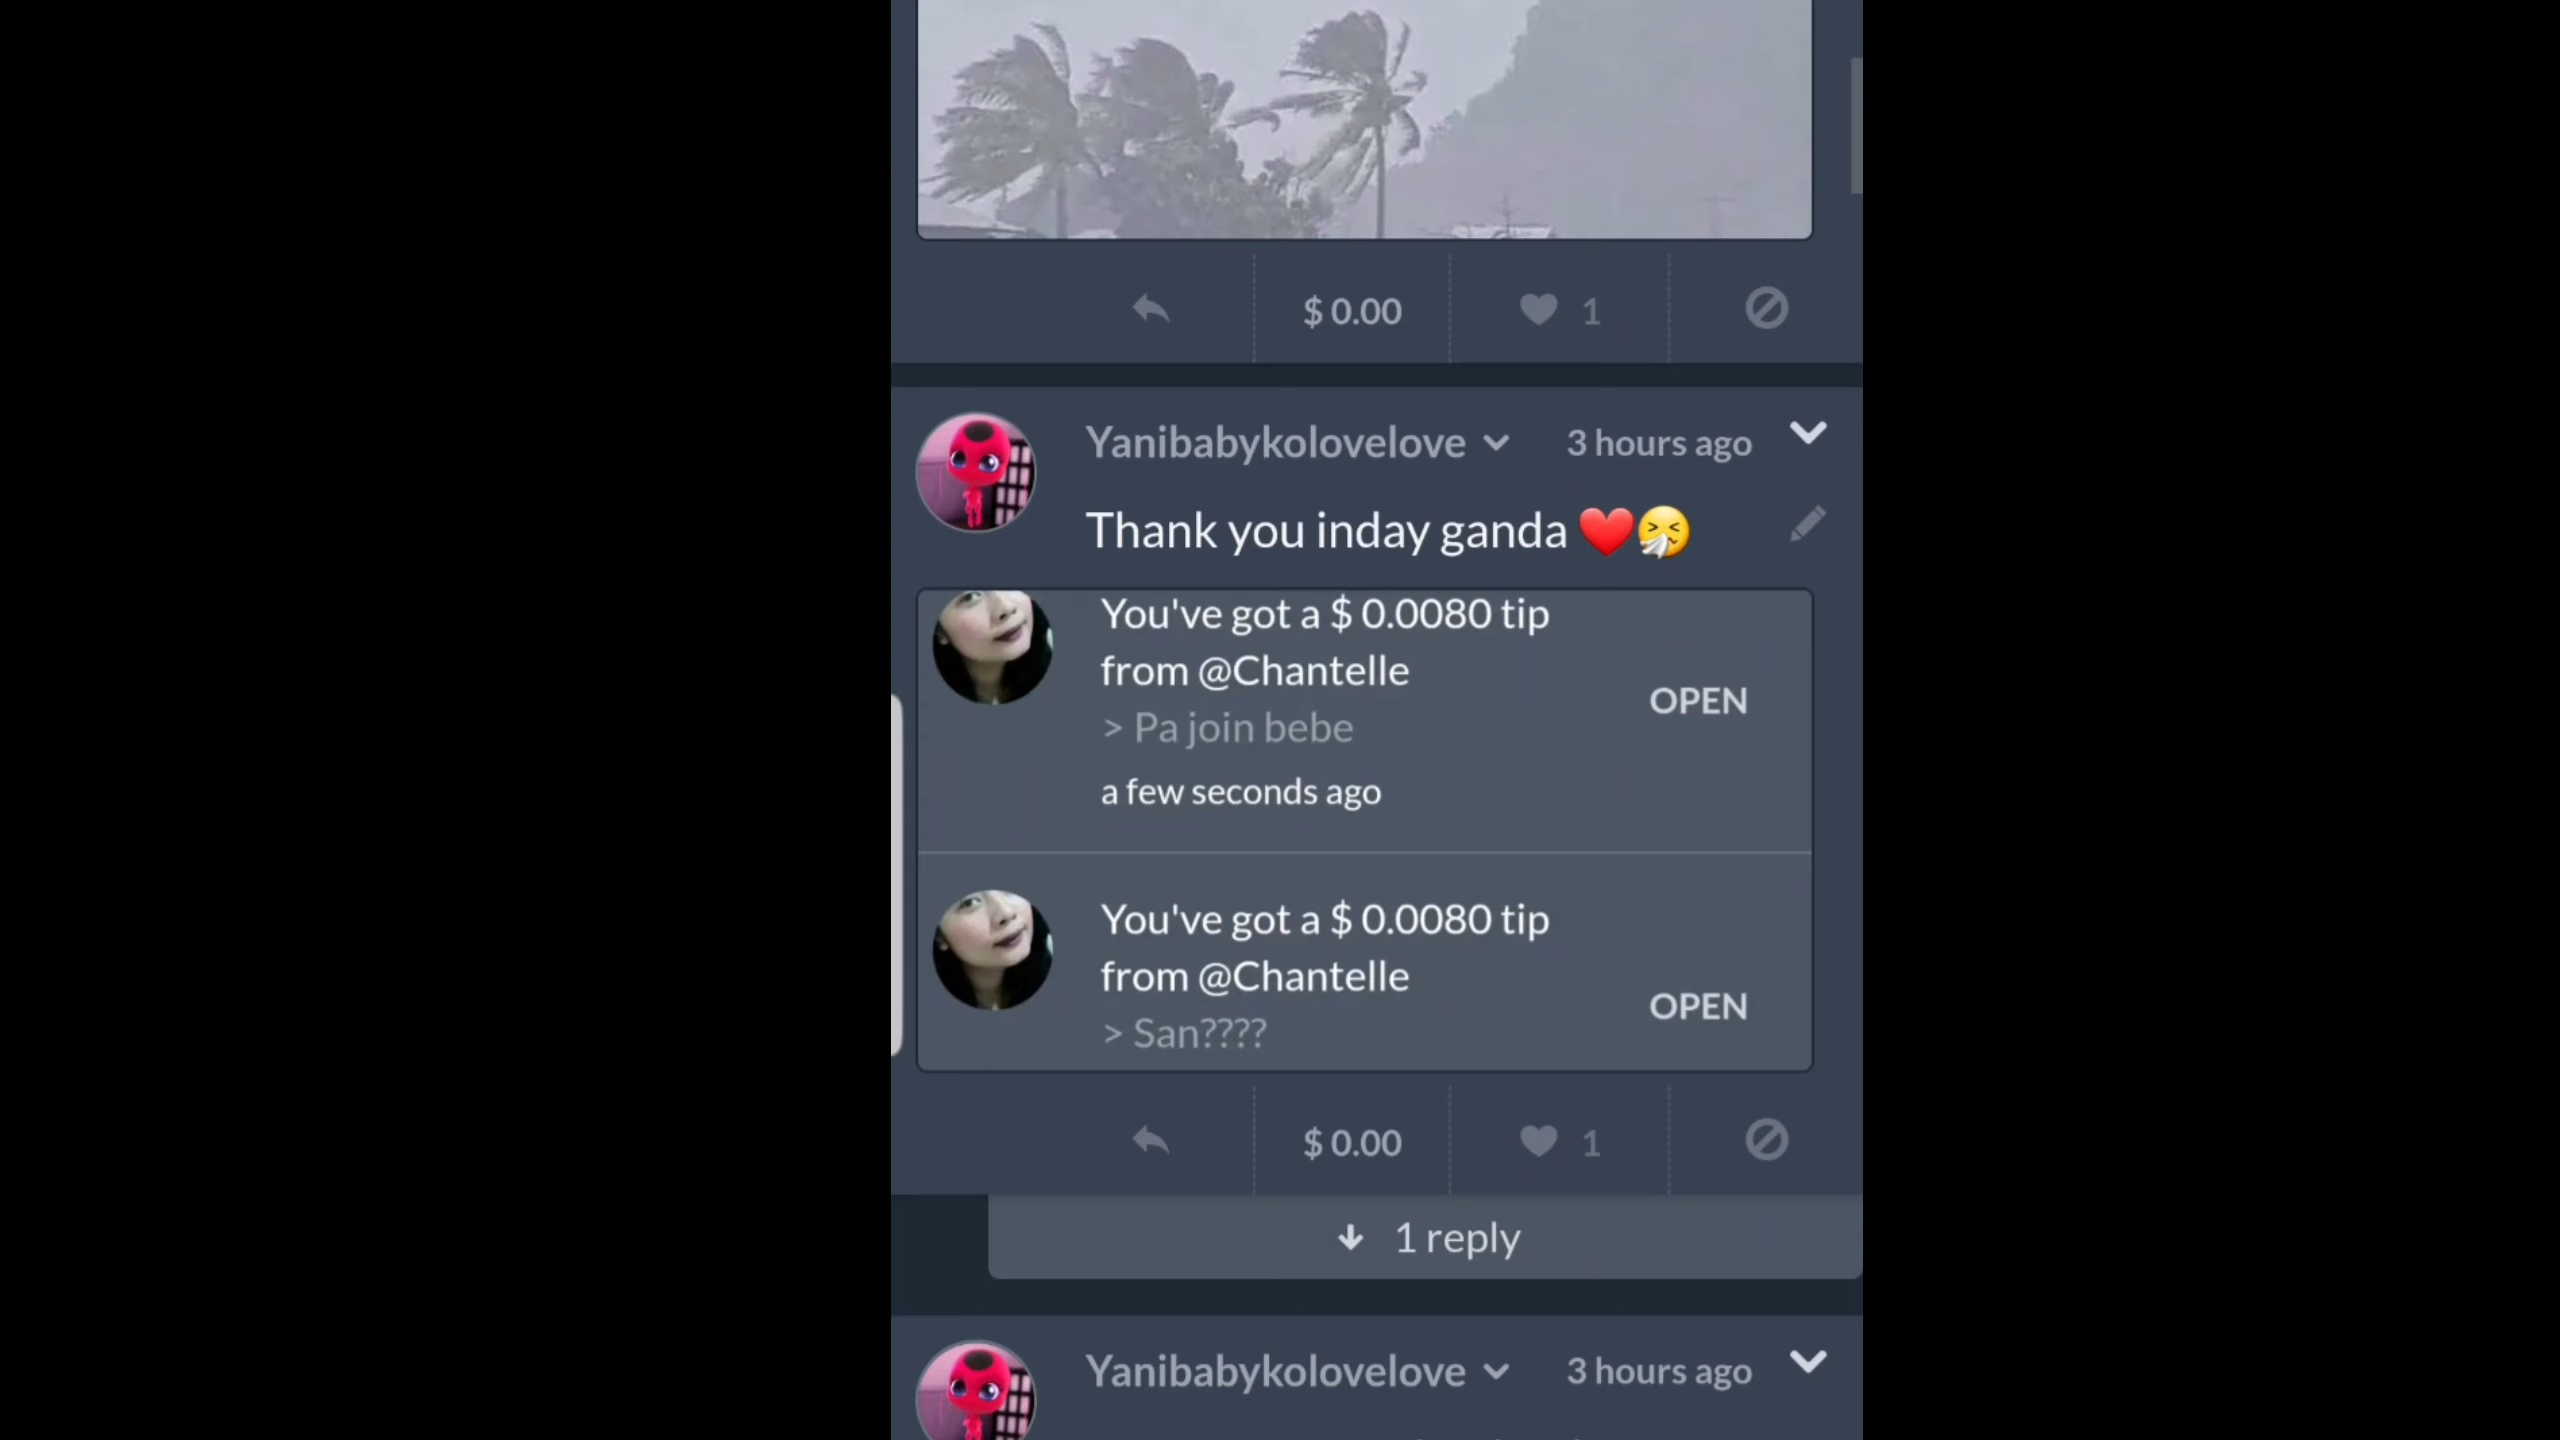 $ 0.00
1
Yanibabykolovelove
3 hours ago
Thank you inday ganda ❤️🤧
You've got a $ 0.0080 tip
from @Chantelle
OPEN
> Pa join bebe
a few seconds ago
You've got a $ 0.0080 tip
from @Chantelle
OPEN
> San????
$ 0.00
1
1 reply
Yanibabykolovelove
3 hours ago